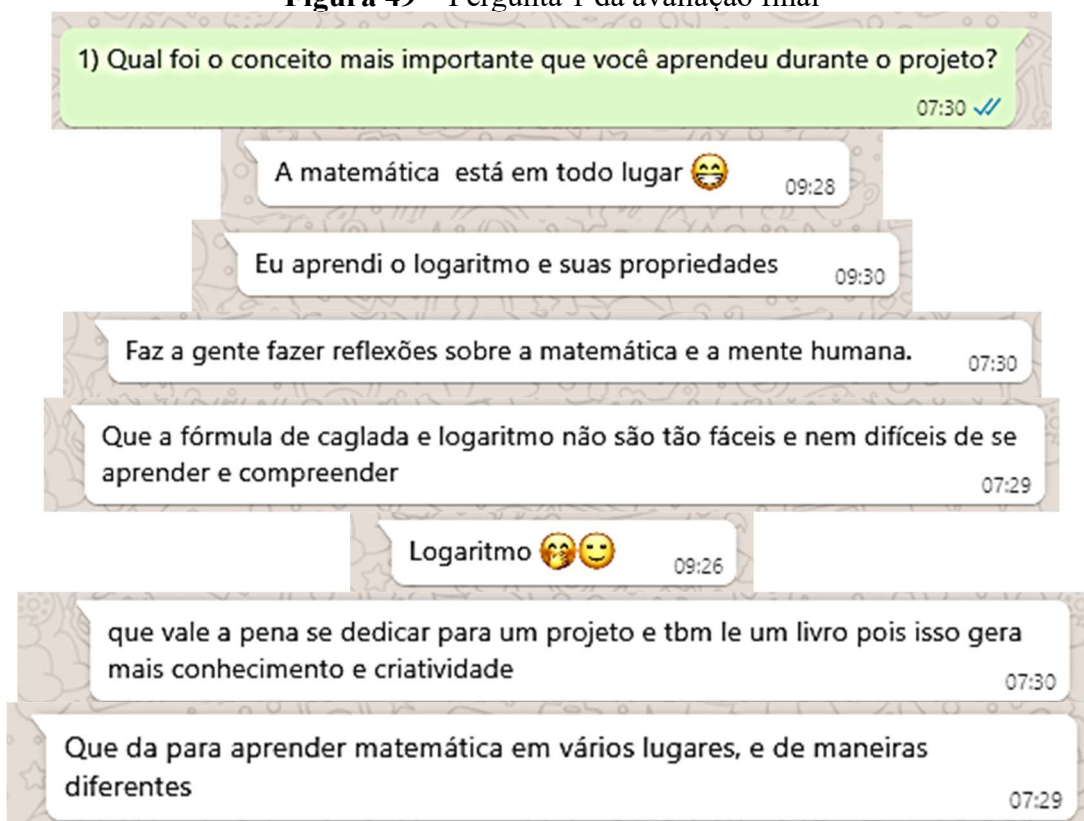 Figura 49 – Pergunta 1 da avaliação final
1) Qual foi o conceito mais importante que você aprendeu durante o projeto?
07:30
A matemática está em todo lugar 😁
09:28
Eu aprendi o logaritmo e suas propriedades
09:30
Faz a gente fazer reflexões sobre a matemática e a mente humana.
07:30
Que a fórmula de caglada e logaritmo não são tão fáceis e nem difíceis de se
aprender e compreender
07:29
Logaritmo 🤭🙂
09:26
que vale a pena se dedicar para um projeto e tbm le um livro pois isso gera
mais conhecimento e criatividade
07:30
Que da para aprender matemática em vários lugares, e de maneiras
diferentes
07:29